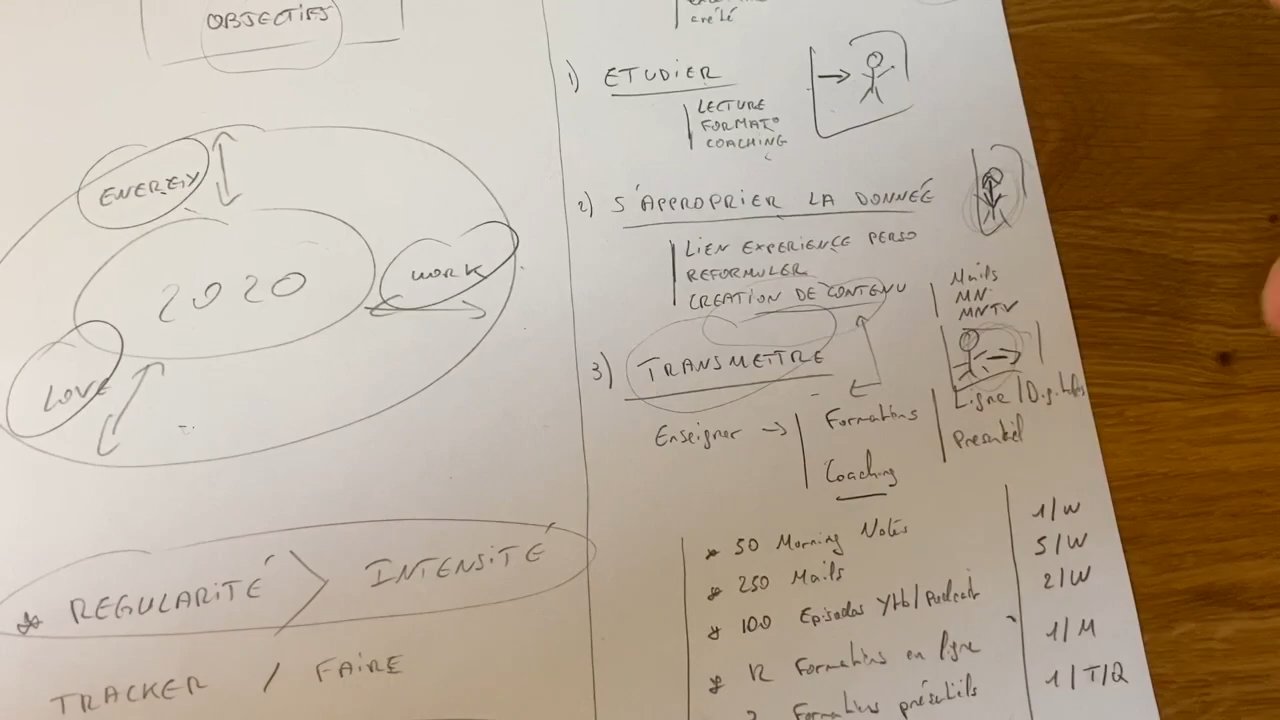 OBJECTIFS
ENERGY
2020
WORK
LOVE
* REGULARITÉ > INTENSITÉ
TRACKER / FAIRE
1) ETUDIER
LECTURE
FORMAT°
COACHING
2) S'APPROPRIER LA DONNÉE
LIEN EXPERIENCE PERSO
REFORMULER
CREATION DE CONTENU
Mails
MN
MNTV
3) TRANSMETTRE
Enseigner → Formations
Ligne /
Presentiel
Coaching
* 50 Morning Notes 1/W
* 250 Mails 5/W
* 100 Episodes Ytb/Podcast 2/W
* 12 Formations en ligne 1/M
Formations présentiels 1/T/Q